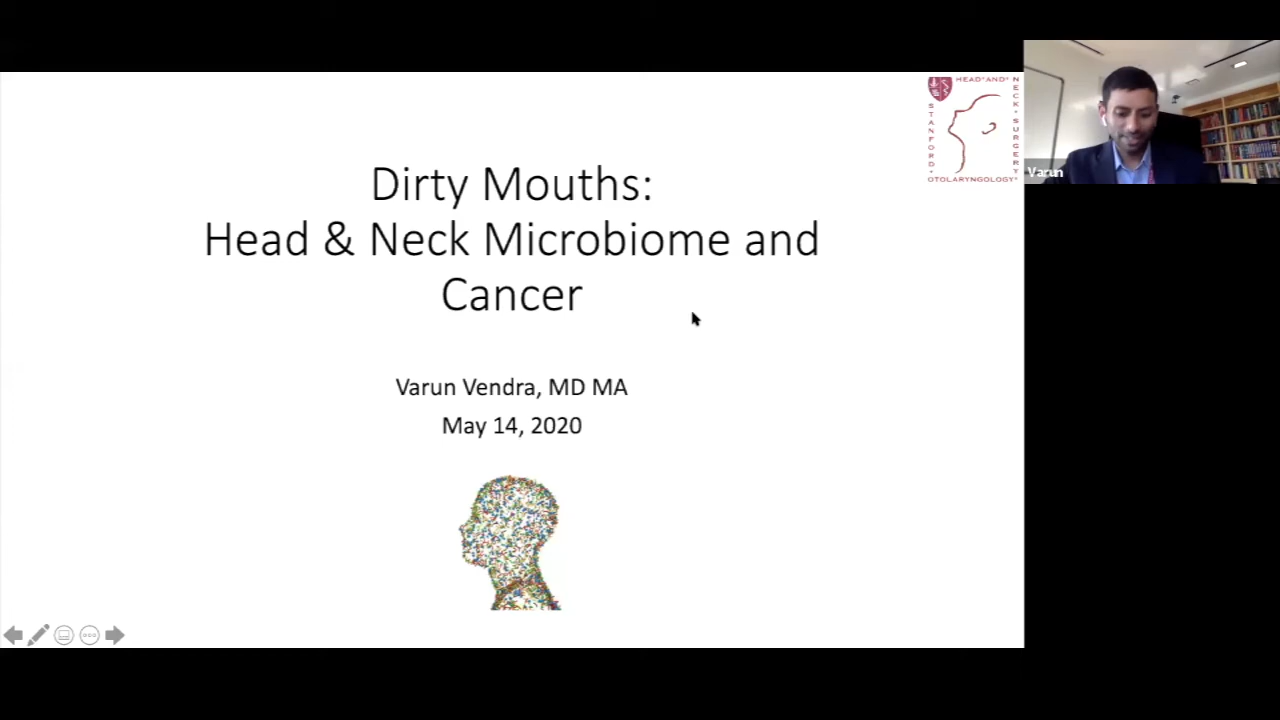 Dirty Mouths:
Head & Neck Microbiome and
Cancer
Varun Vendra, MD MA
May 14, 2020
STANFORD
HEAD AND
NECK SURGERY
OTOLARYNGOLOGY
Varun